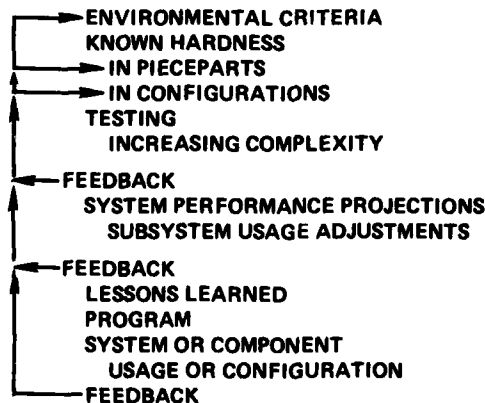 ENVIRONMENTAL CRITERIA
KNOWN HARDNESS
IN PIECEPARTS
IN CONFIGURATIONS
TESTING
INCREASING COMPLEXITY
FEEDBACK
SYSTEM PERFORMANCE PROJECTIONS
SUBSYSTEM USAGE ADJUSTMENTS
FEEDBACK
LESSONS LEARNED
PROGRAM
SYSTEM OR COMPONENT
USAGE OR CONFIGURATION
FEEDBACK